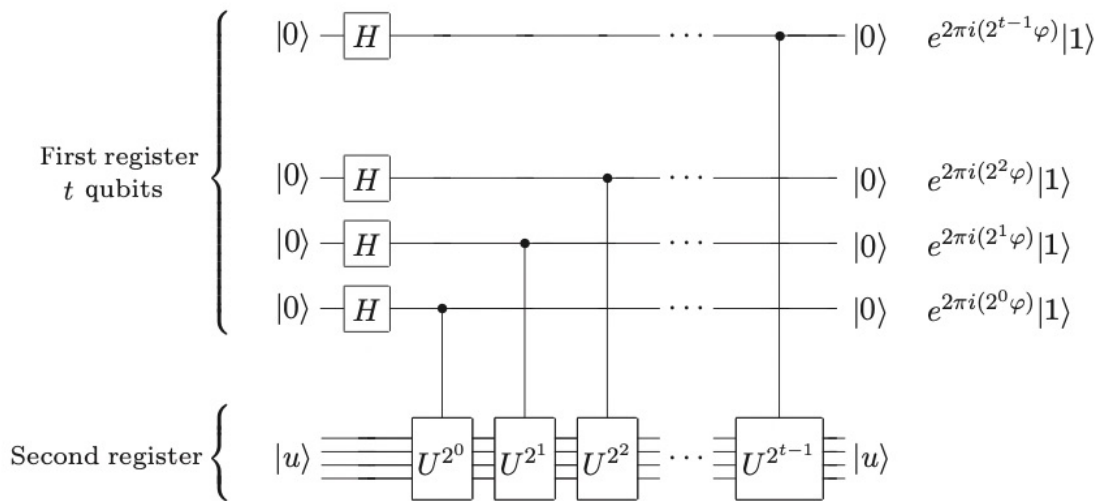 |0⟩ H ··· |0⟩ e^{2πi(2^{t−1}φ)}|1⟩
First register
t qubits
|0⟩ H ··· |0⟩ e^{2πi(2^2φ)}|1⟩
|0⟩ H ··· |0⟩ e^{2πi(2^1φ)}|1⟩
|0⟩ H ··· |0⟩ e^{2πi(2^0φ)}|1⟩
Second register |u⟩ U^{2^0} U^{2^1} U^{2^2} ··· U^{2^{t−1}} |u⟩